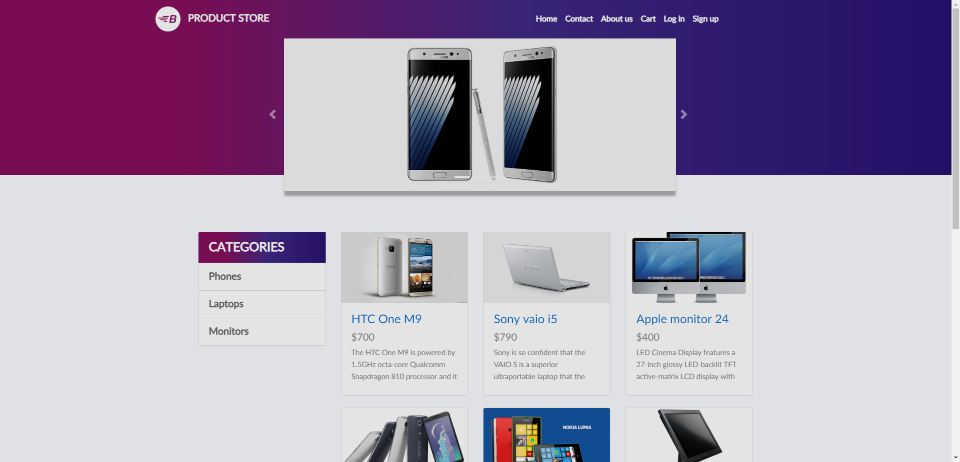 B PRODUCT STORE
Home Contact About us Cart Log in Sign up
CATEGORIES
Phones
Laptops
Monitors
HTC One M9
$700
The HTC One M9 is powered by
1.5GHz octa-core Qualcomm
Snapdragon 810 processor and it
Sony vaio i5
$790
Sony is so confident that the
VAIO S is a superior
ultraportable laptop that the
Apple monitor 24
$400
LED Cinema Display features a
27-inch glossy LED-backlit TFT
active-matrix LCD display with
NOKIA LUMIA